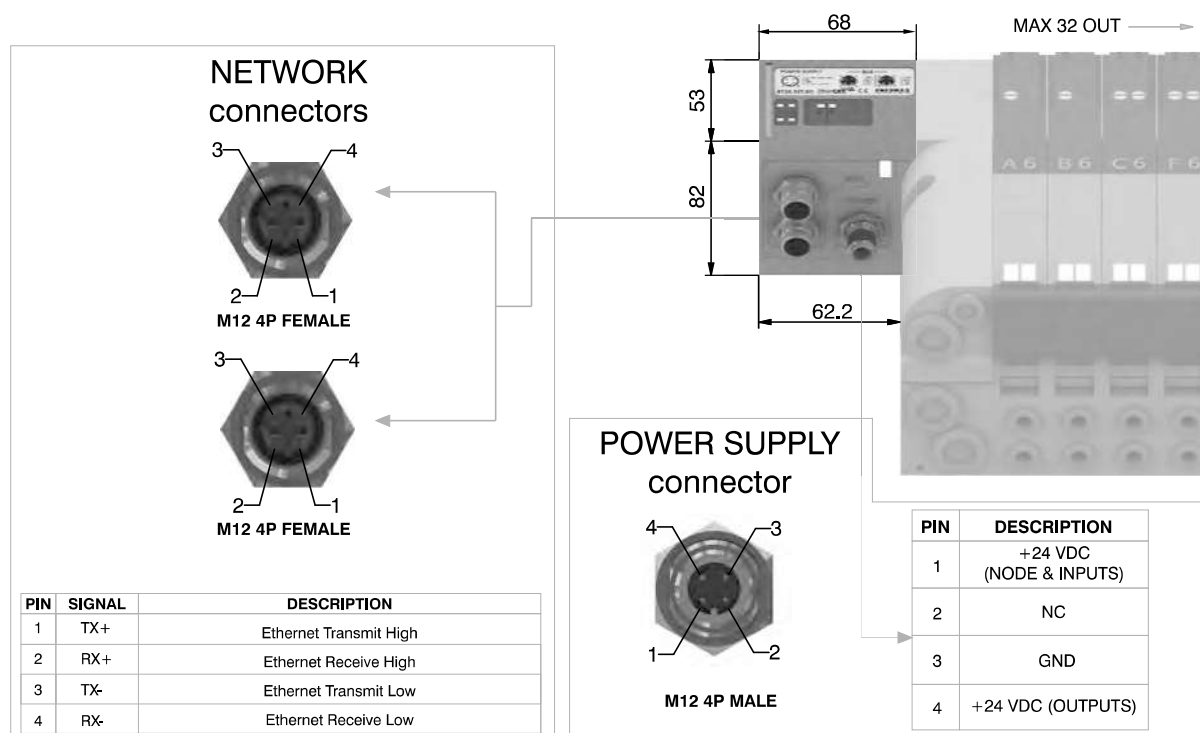 NETWORK
connectors
3
4
2
1
M12 4P FEMALE
3
4
2
1
M12 4P FEMALE
PIN SIGNAL DESCRIPTION
1 TX+ Ethernet Transmit High
2 RX+ Ethernet Receive High
3 TX- Ethernet Transmit Low
4 RX- Ethernet Receive Low
68
MAX 32 OUT
53
82
62.2
POWER SUPPLY
A6 B6 C6 F6
POWER SUPPLY
connector
4
3
1
2
M12 4P MALE
PIN DESCRIPTION
1 +24 VDC
(NODE & INPUTS)
2 NC
3 GND
4 +24 VDC (OUTPUTS)